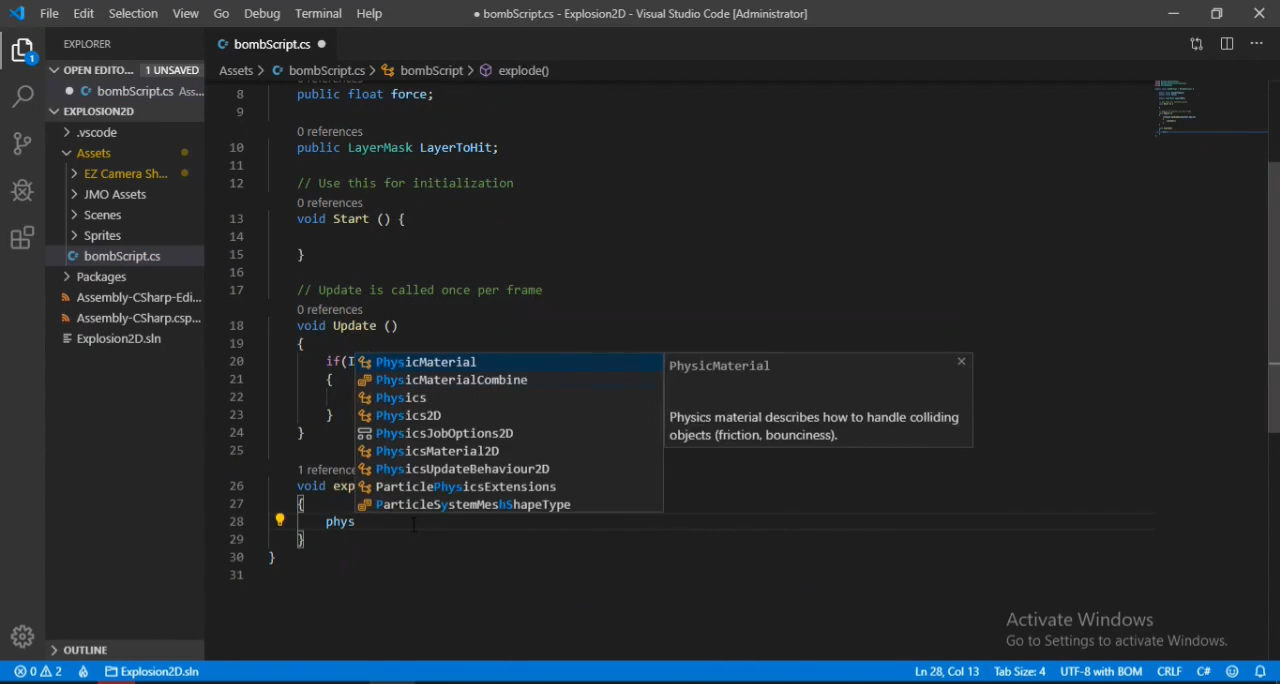 File Edit Selection View Go Debug Terminal Help
● bombScript.cs - Explosion2D - Visual Studio Code [Administrator]
EXPLORER
bombScript.cs ●
OPEN EDITO... 1 UNSAVED
Assets > bombScript.cs > bombScript > explode()
● bombScript.cs Ass...
EXPLOSION2D
.vscode
Assets
EZ Camera Sh...
JMO Assets
Scenes
Sprites
bombScript.cs
Packages
Assembly-CSharp-Edi...
Assembly-CSharp.csp...
Explosion2D.sln
OUTLINE
1
8 public float force;
9
0 references
10 public LayerMask LayerToHit;
11
12 // Use this for initialization
0 references
13 void Start () {
14
15 }
16
17 // Update is called once per frame
0 references
18 void Update ()
19 {
20 if(I
21 {
22
23 }
24 }
25
1 reference
26 void exp
27 {
28 phys
29 }
30 }
31
PhysicMaterial
PhysicMaterialCombine
Physics
Physics2D
PhysicsJobOptions2D
PhysicsMaterial2D
PhysicsUpdateBehaviour2D
ParticlePhysicsExtensions
ParticleSystemMeshShapeType
PhysicMaterial
Physics material describes how to handle colliding
objects (friction, bounciness).
Activate Windows
Go to Settings to activate Windows.
0 2 Explosion2D.sln
Ln 28, Col 13 Tab Size: 4 UTF-8 with BOM CRLF C#